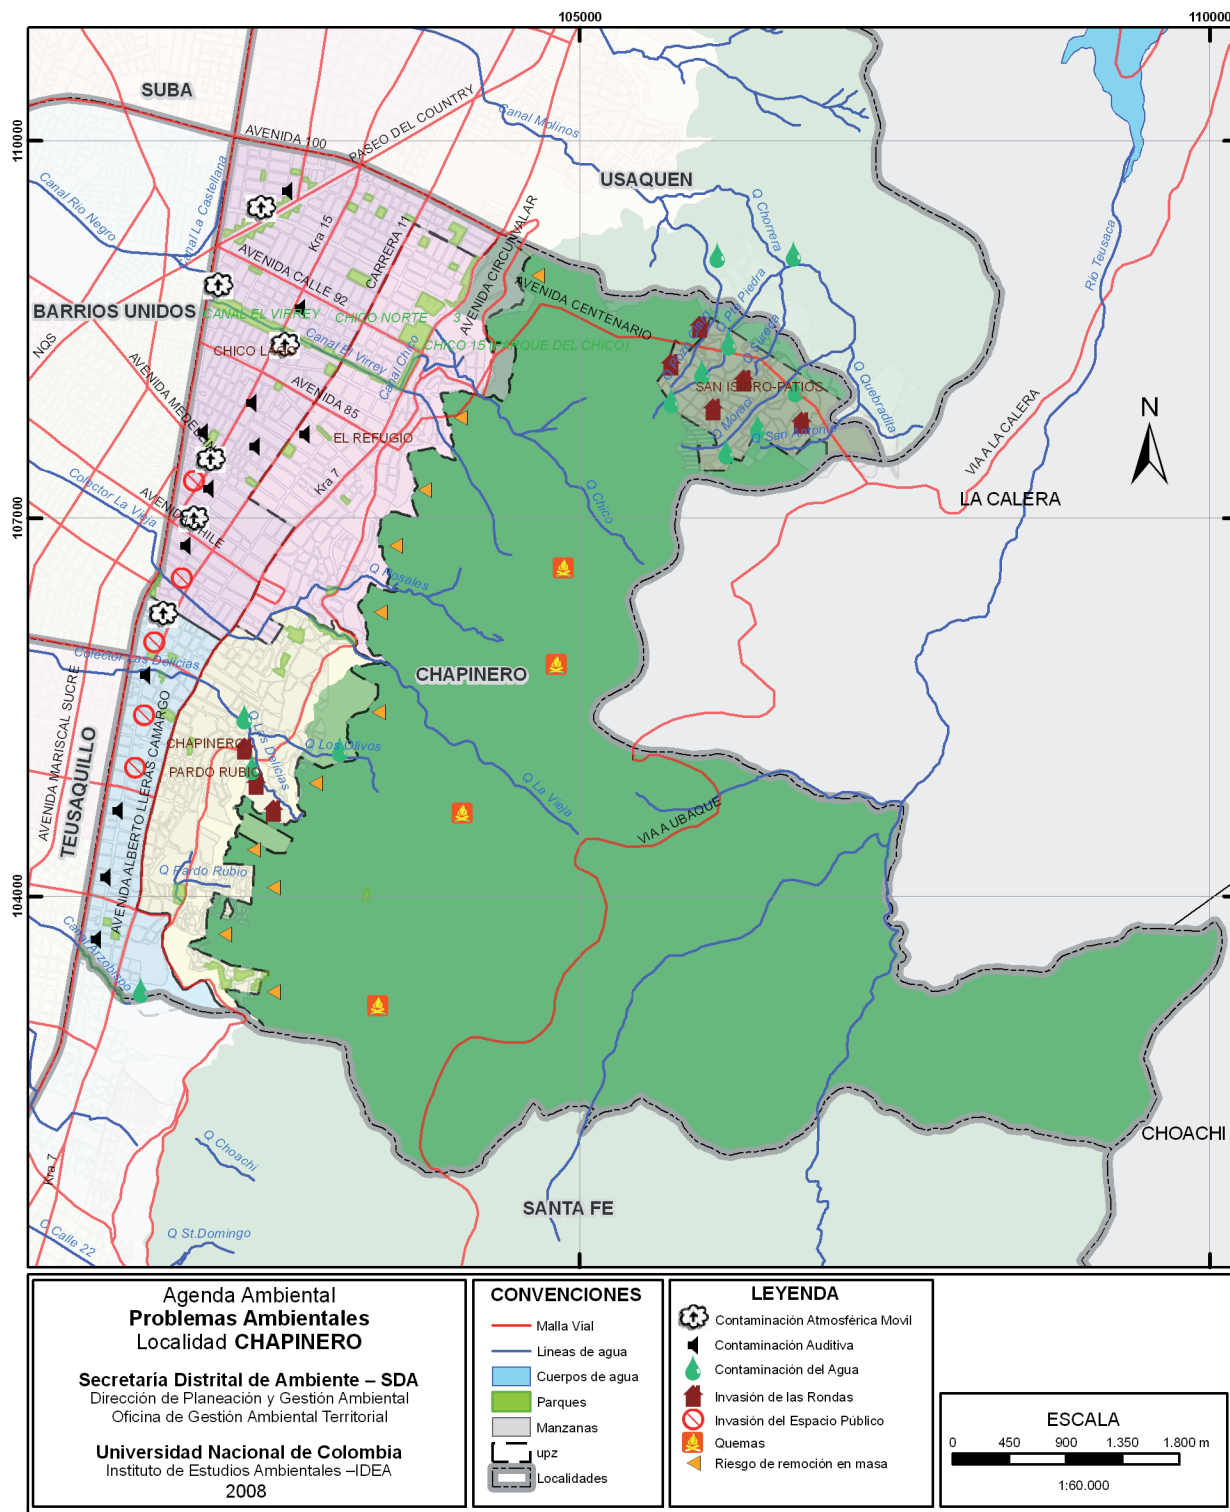 105000
110000
110000
107000
104000
SUBA
AVENIDA 100
PASEO DEL COUNTRY
Canal Molinos
USAQUEN
Canal Rio Negro
Canal La Castellana
Kra 15
CARRERA 11
AVENIDA CIRCUNVALAR
Q Chorrera
Rio Teusaca
AVENIDA CALLE 92
BARRIOS UNIDOS
CANAL EL VIRREY
CHICO NORTE
3
AVENIDA CENTENARIO
Q Pie Piedra
NOS
CHICO LAGO
Canal El Virrey
Canal Chico
CHICO 15 (PARQUE DEL CHICO)
Q Sureda
AVENIDA MEDELLIN
AVENIDA 85
SAN ISIDRO-PATIOS
Q Quebradita
EL REFUGIO
Q Moraci
Q San Antonio
VIA A LA CALERA
N
Kra 7
Colector La Vieja
AVENIDA CHILE
Q Chico
LA CALERA
Q Rosales
Colector Las Delicias
CHAPINERO
AVENIDA MARISCAL SUCRE
TEUSAQUILLO
AVENIDA ALBERTO LLERAS CAMARGO
CHAPINERO
Q Las Delicias
Q Los Olivos
PARDO RUBIO
Q La Vieja
VIA A UBAQUE
Q Pardo Rubio
Canal Arzobispo
CHOACHI
Q Choachi
Kra 7
SANTA FE
Q St.Domingo
C Calle 22
Agenda Ambiental
Problemas Ambientales
Localidad CHAPINERO
Secretaría Distrital de Ambiente – SDA
Dirección de Planeación y Gestión Ambiental
Oficina de Gestión Ambiental Territorial
Universidad Nacional de Colombia
Instituto de Estudios Ambientales –IDEA
2008
CONVENCIONES
Malla Vial
Lineas de agua
Cuerpos de agua
Parques
Manzanas
upz
Localidades
LEYENDA
Contaminación Atmosférica Movil
Contaminación Auditiva
Contaminación del Agua
Invasión de las Rondas
Invasión del Espacio Público
Quemas
Riesgo de remoción en masa
ESCALA
0 450 900 1.350 1.800 m
1:60.000